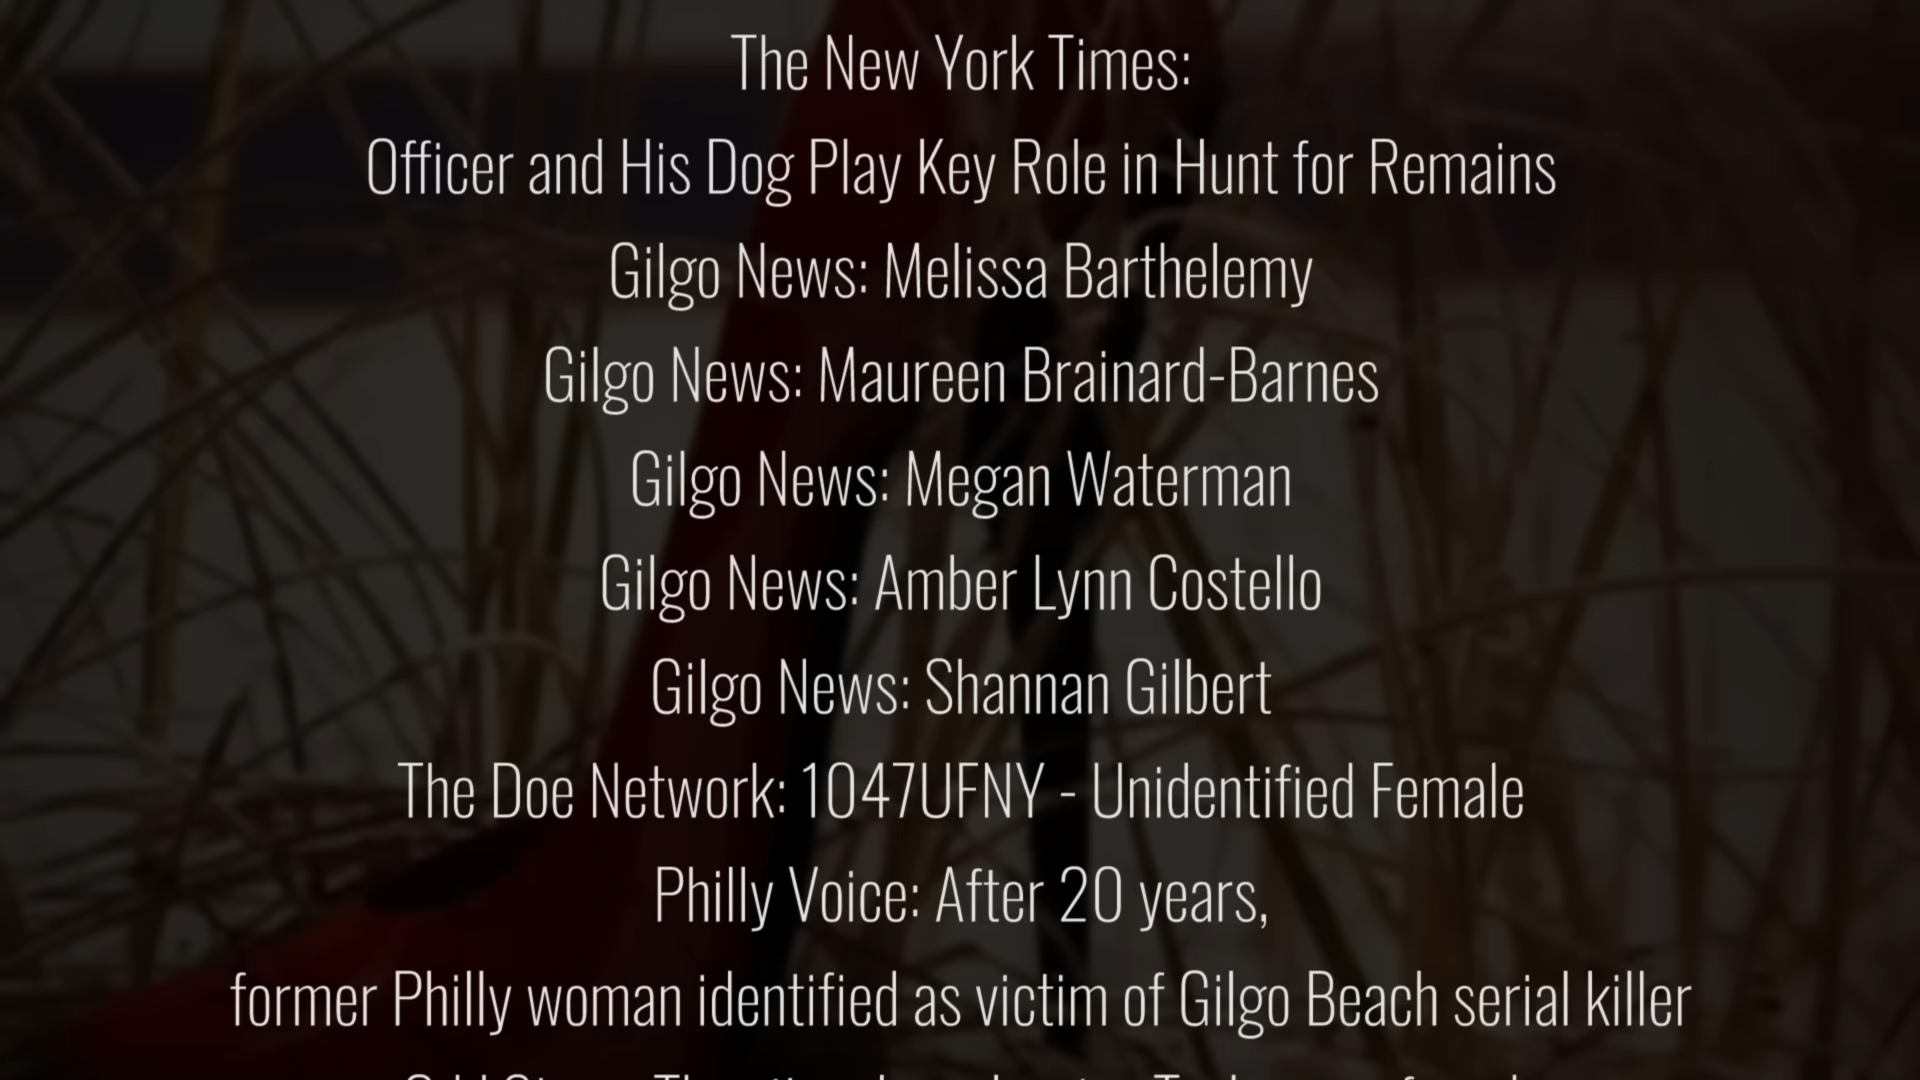 The New York Times:
Officer and His Dog Play Key Role in Hunt for Remains
Gilgo News: Melissa Barthelemy
Gilgo News: Maureen Brainard-Barnes
Gilgo News: Megan Waterman
Gilgo News: Amber Lynn Costello
Gilgo News: Shannan Gilbert
The Doe Network: 1047UFNY - Unidentified Female
Philly Voice: After 20 years,
former Philly woman identified as victim of Gilgo Beach serial killer